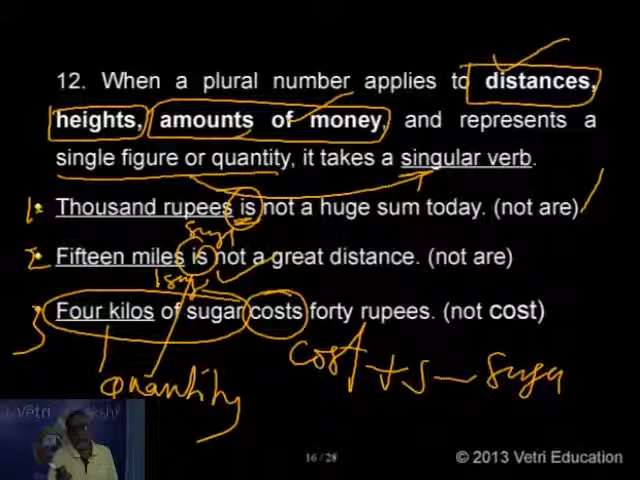 12. When a plural number applies to distances,
heights, amounts of money, and represents a
single figure or quantity, it takes a singular verb.
1. Thousand rupees is not a huge sum today. (not are)
2 Fifteen miles is not a great distance. (not are)
3 Four kilos of sugar costs forty rupees. (not cost)
cost + s — suga
quantity
Vetri
16 / 28
© 2013 Vetri Education